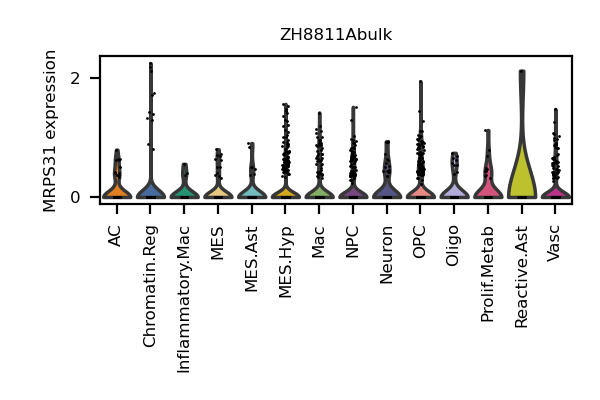 ZH8811Abulk
MRPS31 expression
2
0
AC
Chromatin.Reg
Inflammatory.Mac
MES
MES.Ast
MES.Hyp
Mac
NPC
Neuron
OPC
Oligo
Prolif.Metab
Reactive.Ast
Vasc